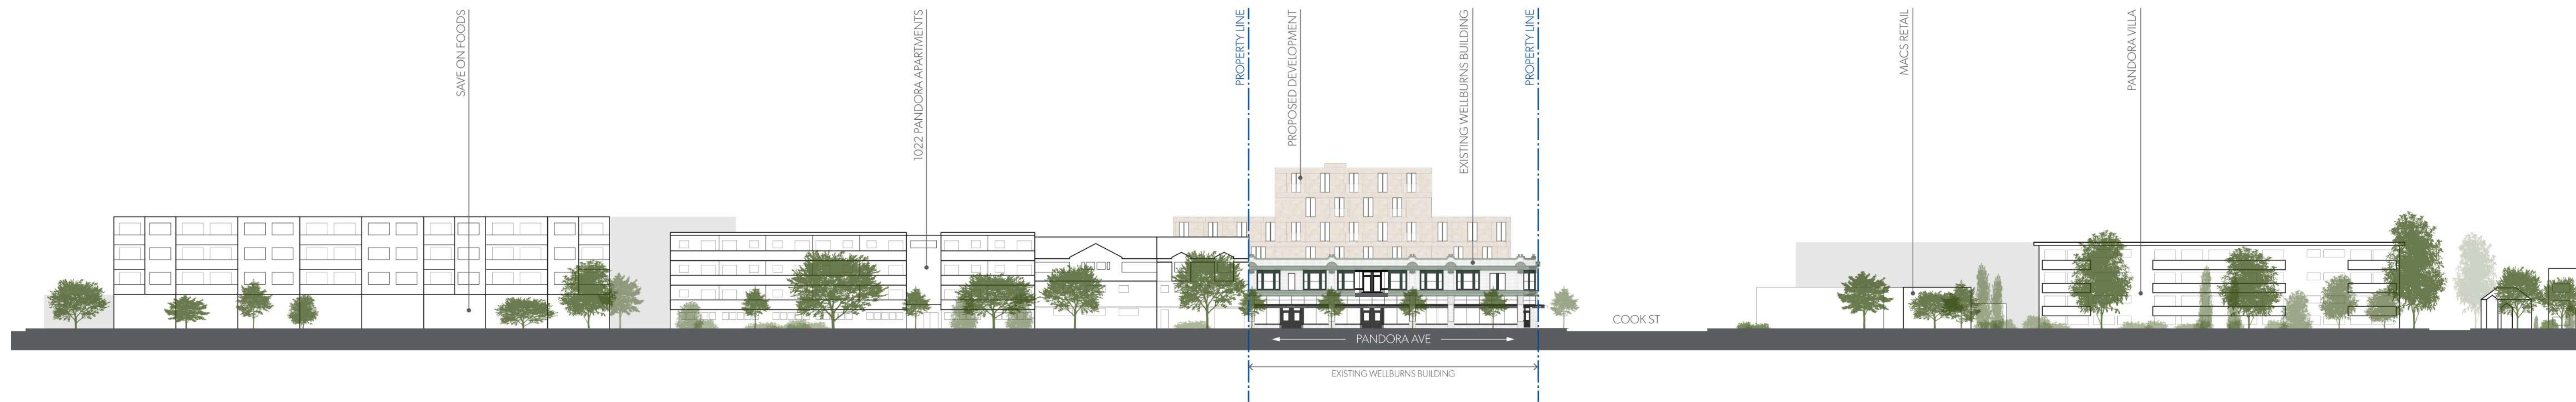 SAVE ON FOODS
1022 PANDORA APARTMENTS
PROPERTY LINE
PROPOSED DEVELOPMENT
EXISTING WELLBURNS BUILDING
PROPERTY LINE
MACS RETAIL
PANDORA VILLA
COOK ST
PANDORA AVE
EXISTING WELLBURNS BUILDING